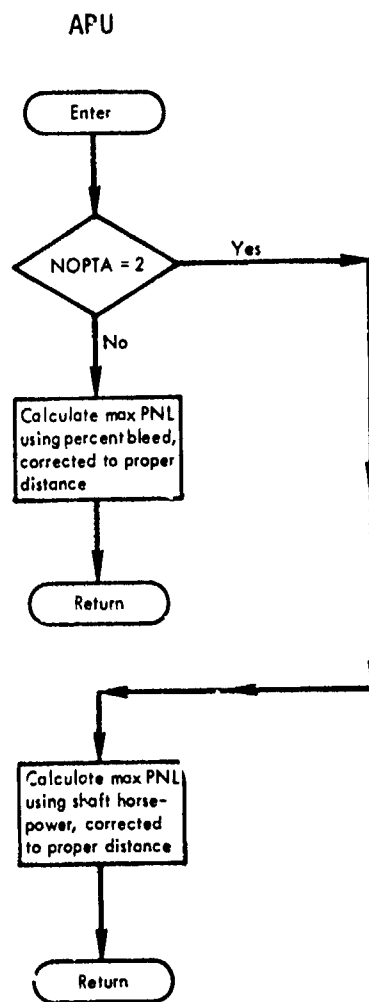 APU
Enter
NOPTA = 2
Yes
No
Calculate max PNL
using percent bleed,
corrected to proper
distance
Return
Calculate max PNL
using shaft horse-
power, corrected
to proper distance
Return